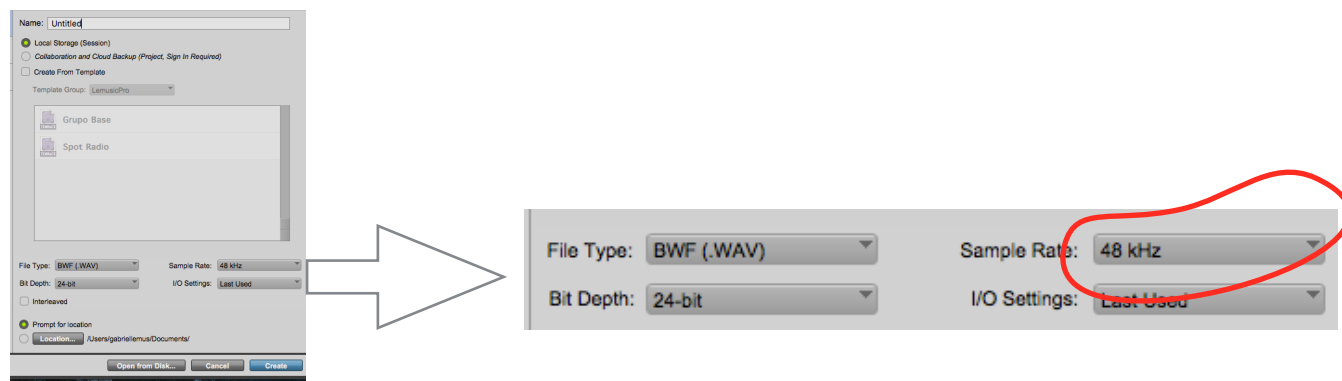 Name: Untitled
Local Storage (Session)
Collaboration and Cloud Backup (Project, Sign In Required)
Create From Template
Template Group: LemusicPro
Grupo Base
Spot Radio
File Type: BWF (.WAV) Sample Rate: 48 kHz
Bit Depth: 24-bit I/O Settings: Last Used
Interleaved
Prompt for location
Location... /Users/gabriellemus/Documents/
Open from Disk... Cancel Create
File Type: BWF (.WAV) Sample Rate: 48 kHz
Bit Depth: 24-bit I/O Settings: Last Used